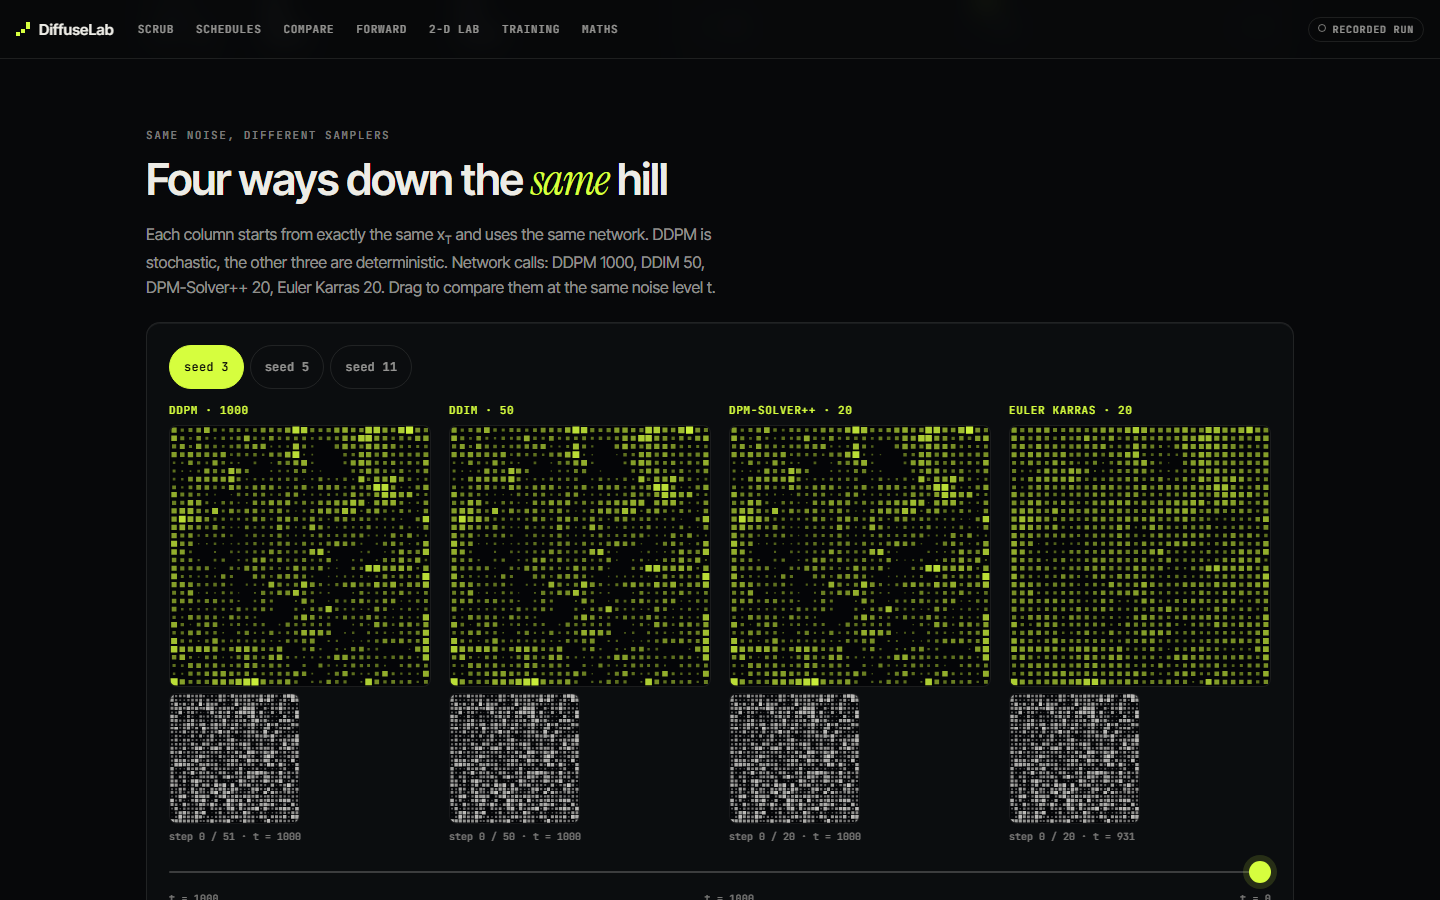 DiffuseLab SCRUB SCHEDULES COMPARE FORWARD 2-D LAB TRAINING MATHS RECORDED RUN
SAME NOISE, DIFFERENT SAMPLERS
Four ways down the same hill
Each column starts from exactly the same xT and uses the same network. DDPM is
stochastic, the other three are deterministic. Network calls: DDPM 1000, DDIM 50,
DPM-Solver++ 20, Euler Karras 20. Drag to compare them at the same noise level t.
seed 3 seed 5 seed 11
DDPM · 1000 DDIM · 50 DPM-SOLVER++ · 20 EULER KARRAS · 20
step 0 / 51 · t = 1000 step 0 / 50 · t = 1000 step 0 / 20 · t = 1000 step 0 / 20 · t = 931
t = 1000 t = 1000 t = 0